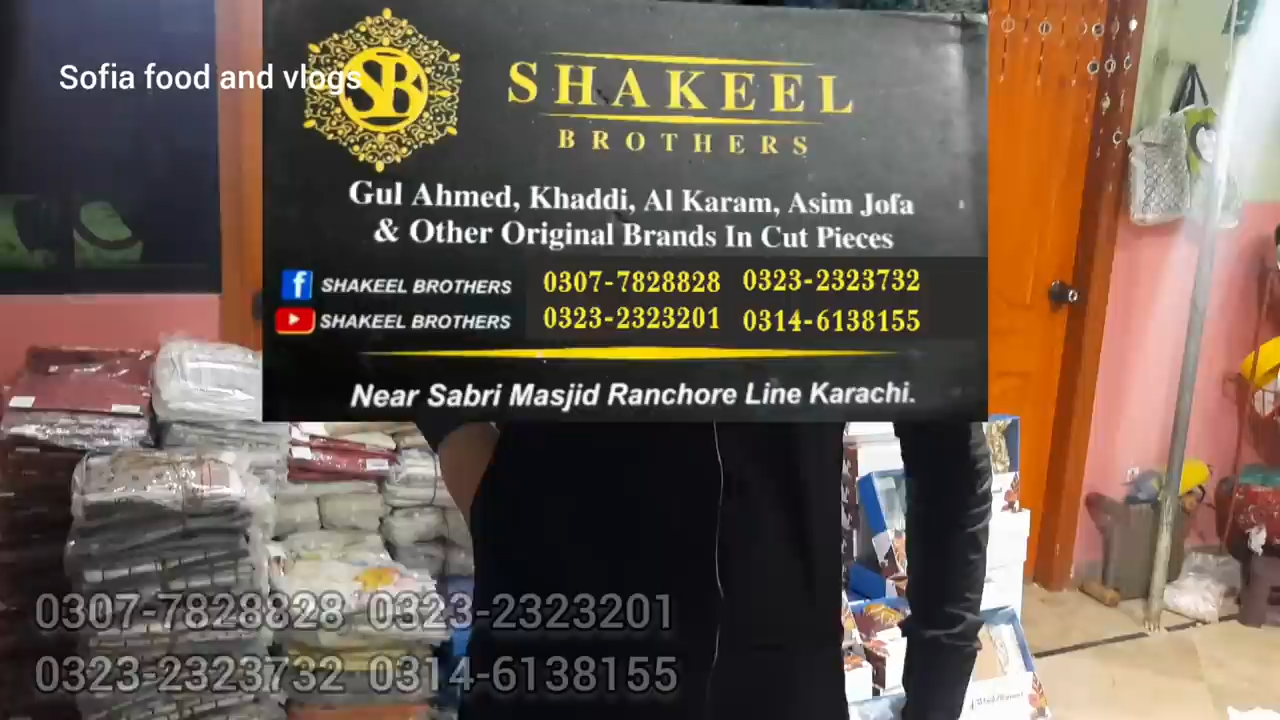 Sofia food and vlogs
SB
SHAKEEL
BROTHERS
Gul Ahmed, Khaddi, Al Karam, Asim Jofa
& Other Original Brands In Cut Pieces
f SHAKEEL BROTHERS
SHAKEEL BROTHERS
0307-7828828 0323-2323732
0323-2323201 0314-6138155
Near Sabri Masjid Ranchore Line Karachi.
0307-7828828 0323-2323201
0323-2323732 0314-6138155